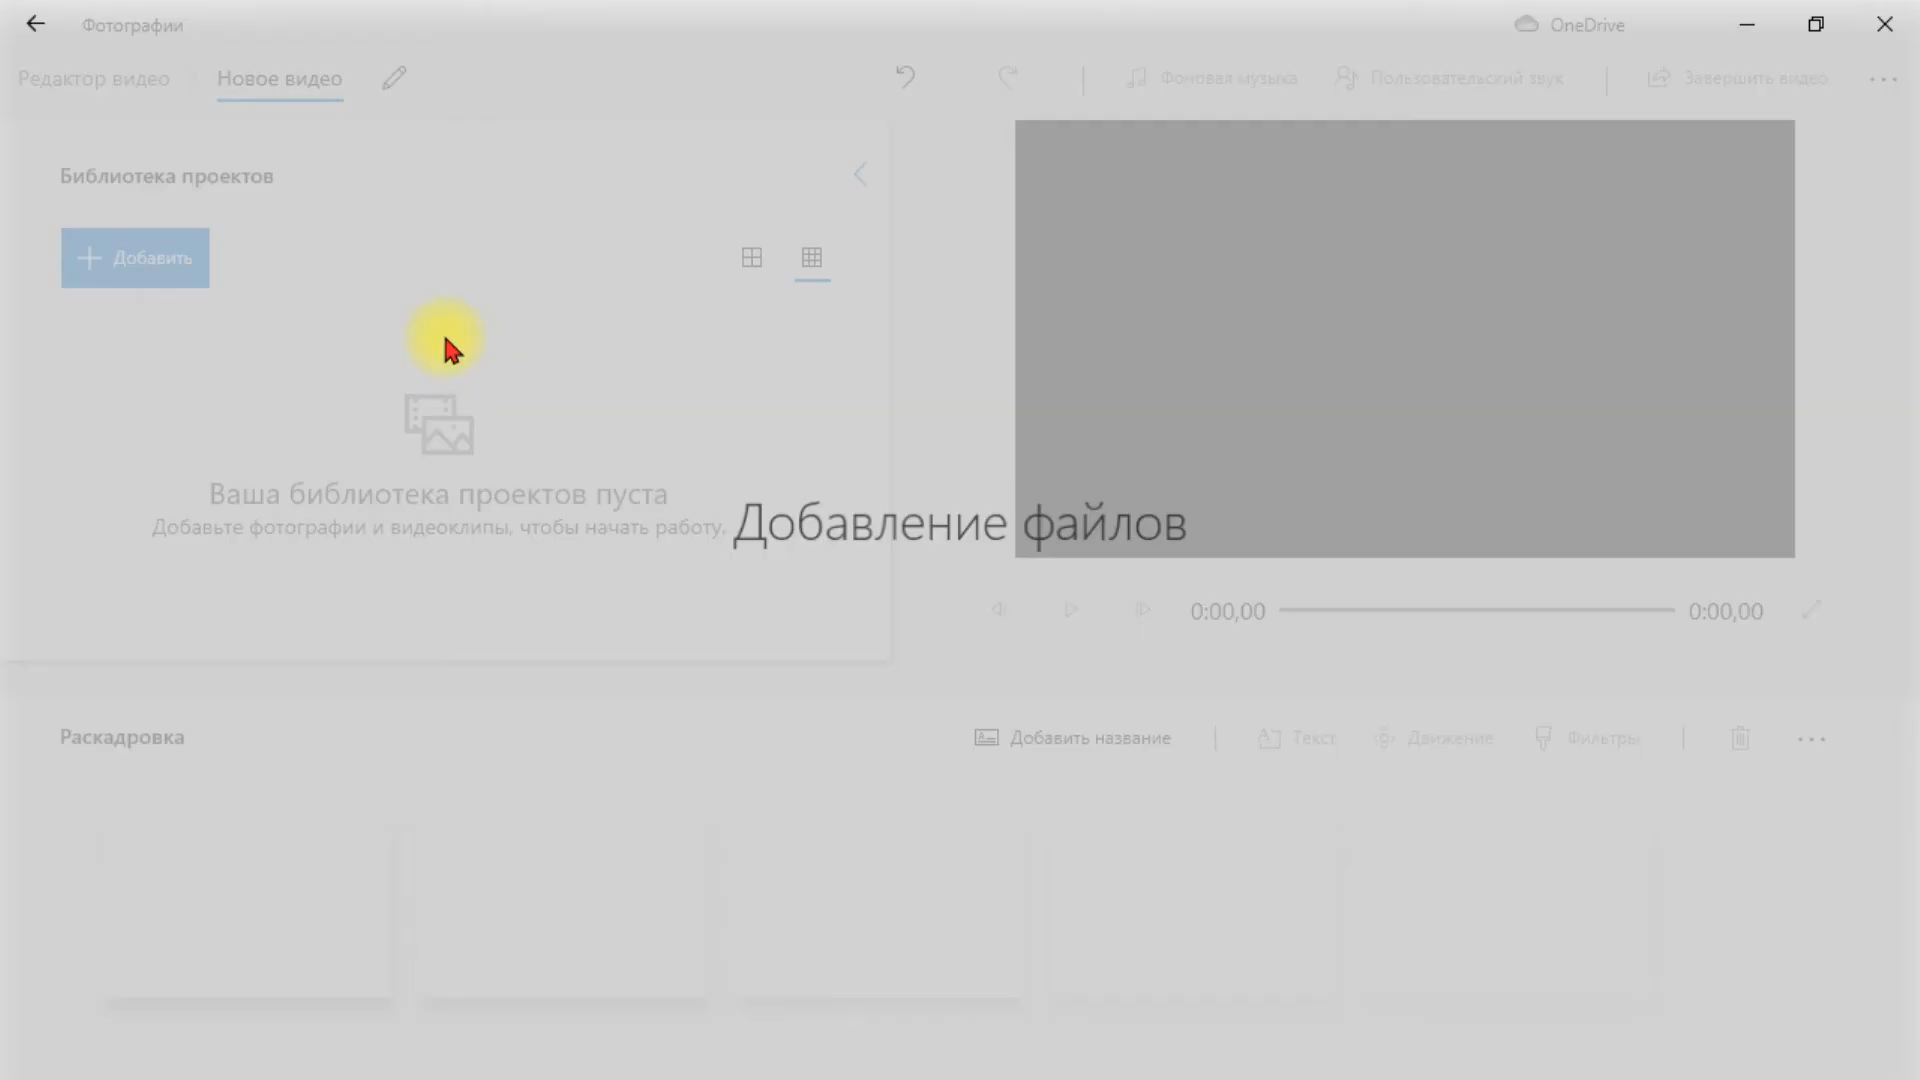 Фотографии
OneDrive
Редактор видео
Новое видео
Фоновая музыка
Пользовательский звук
Завершить видео
Библиотека проектов
Добавить
Ваша библиотека проектов пуста
Добавьте фотографии и видеоклипы, чтобы начать работу.
Добавление файлов
0:00,00
0:00,00
Раскадровка
Добавить название
Текст
Движение
Фильтры